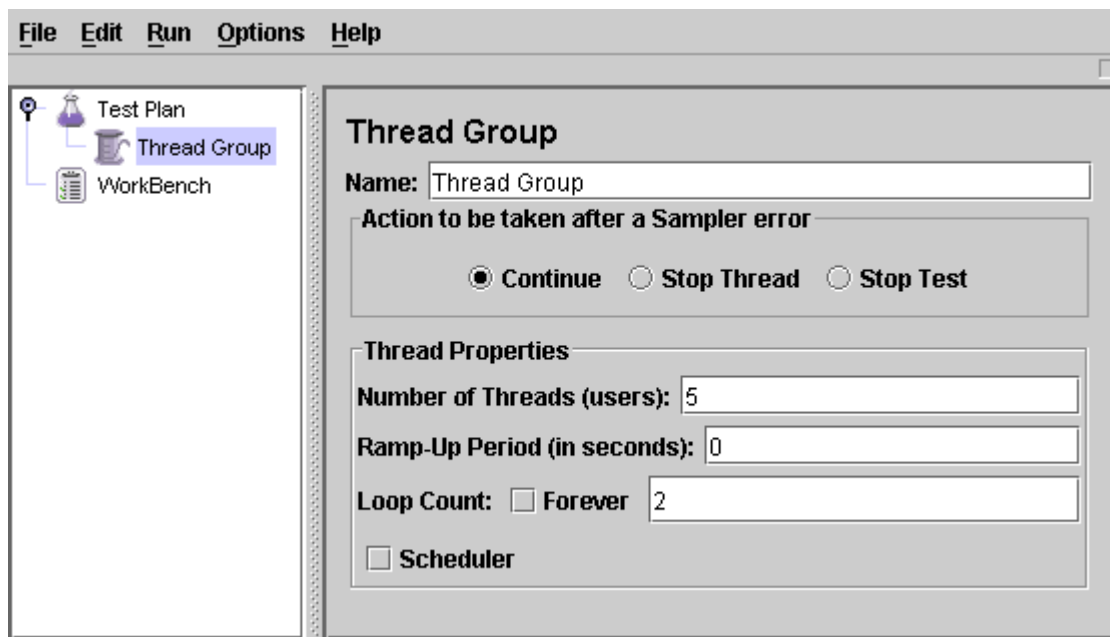 File Edit Run Options Help
Test Plan
Thread Group
WorkBench
Thread Group
Name: Thread Group
Action to be taken after a Sampler error
Continue Stop Thread Stop Test
Thread Properties
Number of Threads (users): 5
Ramp-Up Period (in seconds): 0
Loop Count: Forever 2
Scheduler